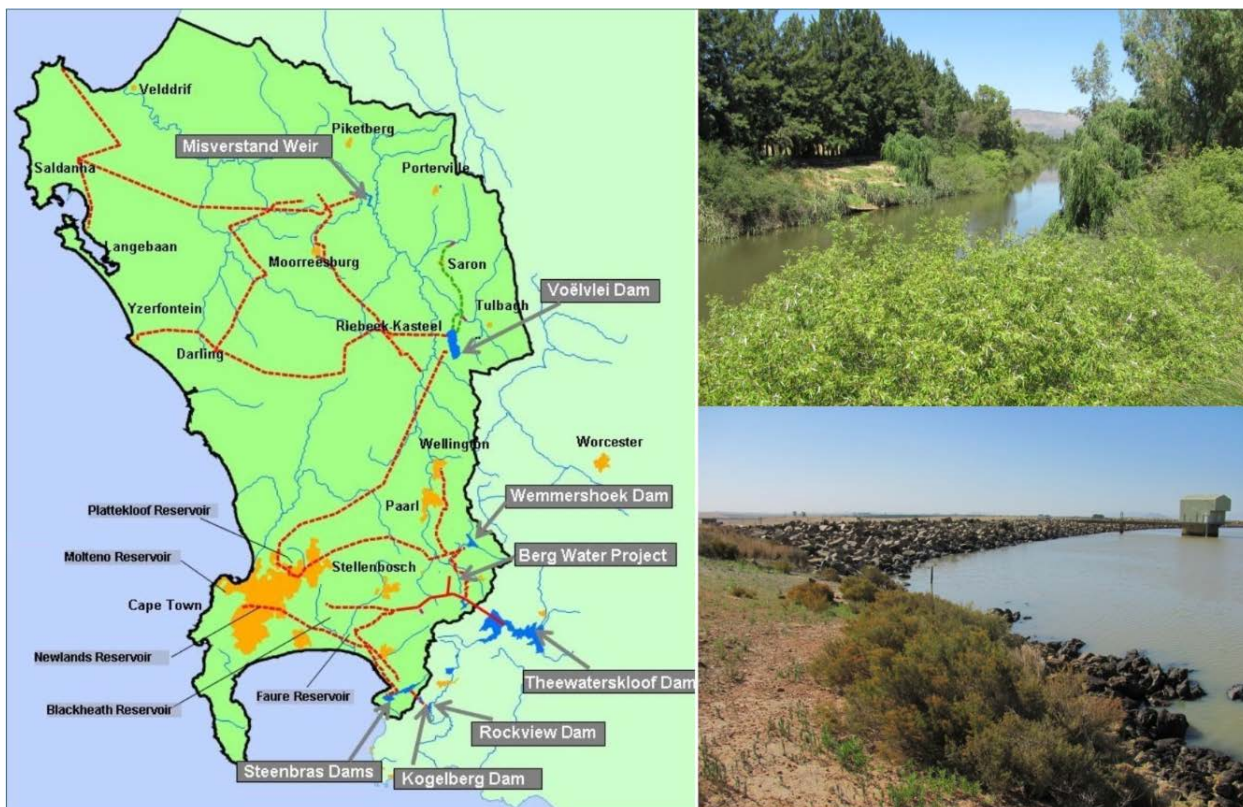 Velddrif
Piketberg
Misverstand Weir
Porterville
Saldanna
Langebaan
Moorreesburg
Saron
Voëlvlei Dam
Yzerfontein
Tulbagh
Riebeek-Kasteel
Darling
Wellington
Worcester
Wemmershoek Dam
Paarl
Plattekloof Reservoir
Molteno Reservoir
Berg Water Project
Stellenbosch
Cape Town
Newlands Reservoir
Theewaterskloof Dam
Faure Reservoir
Blackheath Reservoir
Rockview Dam
Steenbras Dams
Kogelberg Dam